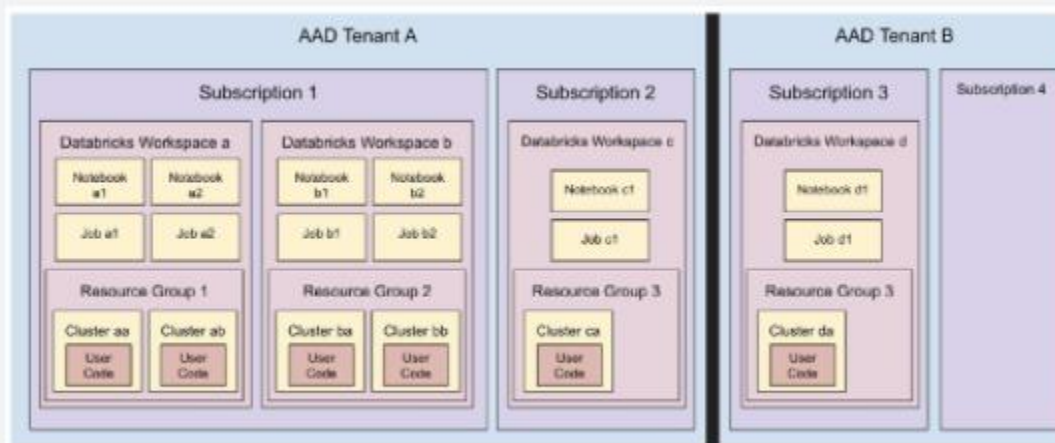 AAD Tenant A
AAD Tenant B
Subscription 1
Subscription 2
Subscription 3
Subscription 4
Databricks Workspace a
Databricks Workspace b
Databricks Workspace c
Databricks Workspace d
Notebook
a1
Notebook
a2
Notebook
b1
Notebook
b2
Notebook c1
Notebook d1
Job a1
Job a2
Job b1
Job b2
Job c1
Job d1
Resource Group 1
Resource Group 2
Resource Group 3
Resource Group 3
Cluster aa
User
Code
Cluster ab
User
Code
Cluster ba
User
Code
Cluster bb
User
Code
Cluster ca
User
Code
Cluster da
User
Code